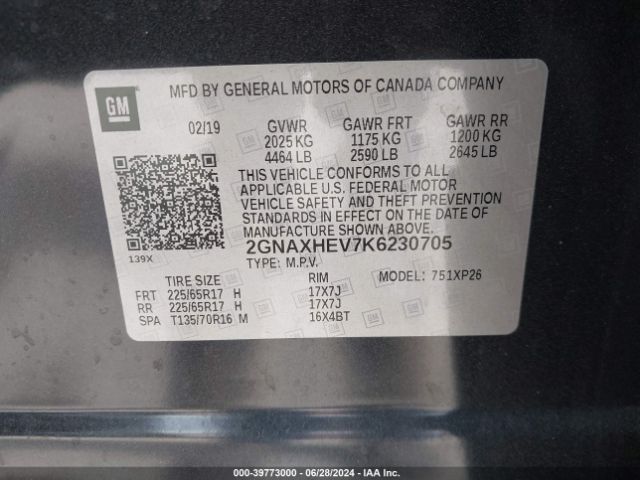 GM
MFD BY GENERAL MOTORS OF CANADA COMPANY
02/19 GVWR GAWR FRT GAWR RR
2025 KG 1175 KG 1200 KG
4464 LB 2590 LB 2645 LB
THIS VEHICLE CONFORMS TO ALL
APPLICABLE U.S. FEDERAL MOTOR
VEHICLE SAFETY AND THEFT PREVENTION
STANDARDS IN EFFECT ON THE DATE OF
MANUFACTURE SHOWN ABOVE.
2GNAXHEV7K6230705
139X
TYPE: M.P.V.
TIRE SIZE RIM MODEL: 751XP26
FRT 225/65R17 H 17X7J
RR 225/65R17 H 17X7J
SPA T135/70R16 M 16X4BT
000-39773000 - 06/28/2024 - IAA Inc.